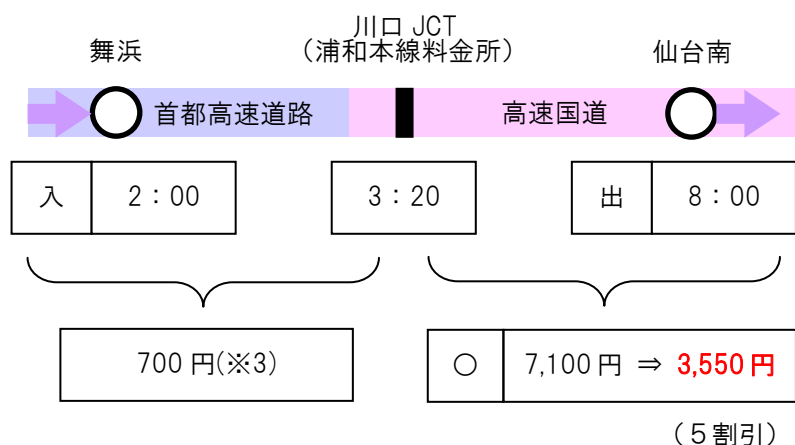 舞浜
川口 JCT
（浦和本線料金所）
仙台南
首都高速道路
高速国道
入 2：00
3：20
出 8：00
700 円(※3)
○ 7,100 円 ⇒ 3,550 円
（５割引）